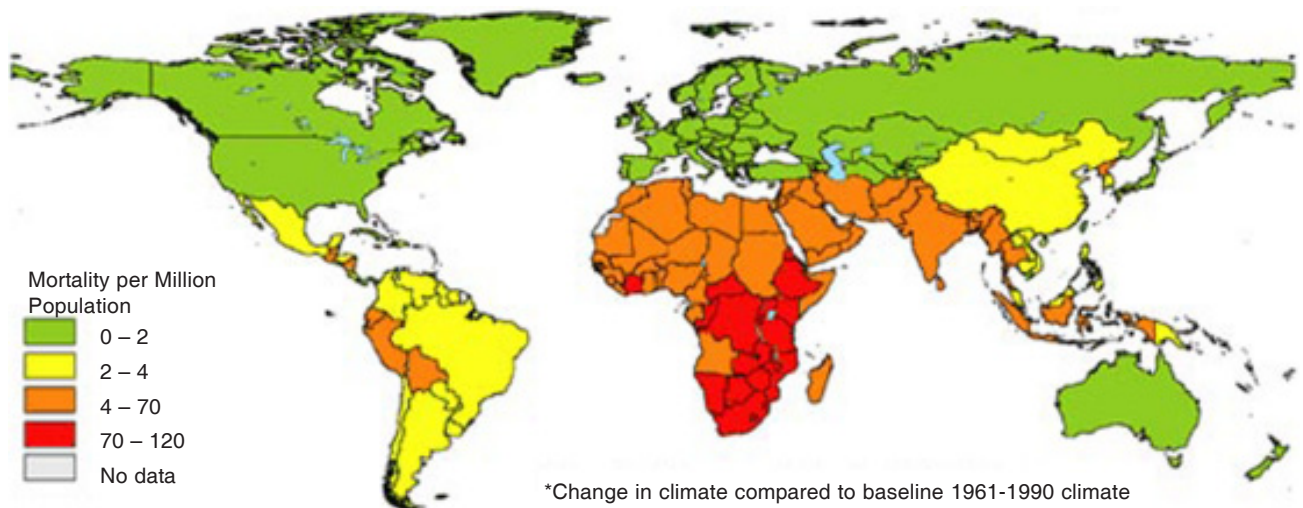 Mortality per Million
Population
0 – 2
2 – 4
4 – 70
70 – 120
No data
*Change in climate compared to baseline 1961-1990 climate